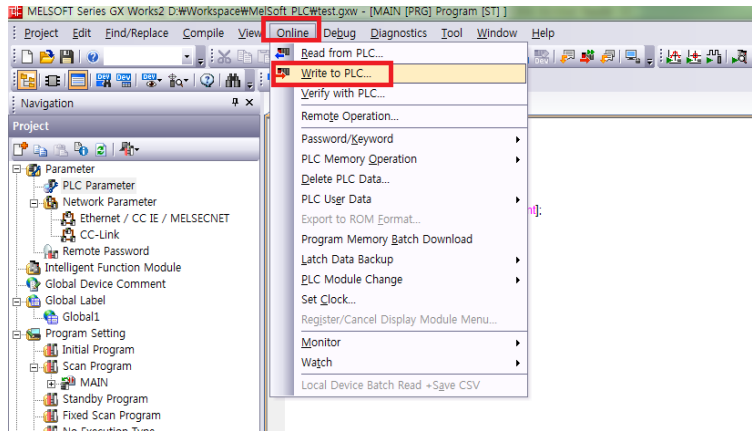 MELSOFT Series GX Works2 D:₩Workspace₩MelSoft PLC₩test.gxw - [MAIN [PRG] Program [ST] ]
Project Edit Find/Replace Compile View Online Debug Diagnostics Tool Window Help
Navigation
Project
Parameter
PLC Parameter
Network Parameter
Ethernet / CC IE / MELSECNET
CC-Link
Remote Password
Intelligent Function Module
Global Device Comment
Global Label
Global1
Program Setting
Initial Program
Scan Program
MAIN
Standby Program
Fixed Scan Program
No Execution Type
Read from PLC...
Write to PLC...
Verify with PLC...
Remote Operation...
Password/Keyword
PLC Memory Operation
Delete PLC Data...
PLC User Data
Export to ROM Format...
Program Memory Batch Download
Latch Data Backup
PLC Module Change
Set Clock...
Register/Cancel Display Module Menu...
Monitor
Watch
Local Device Batch Read +Save CSV
nt];